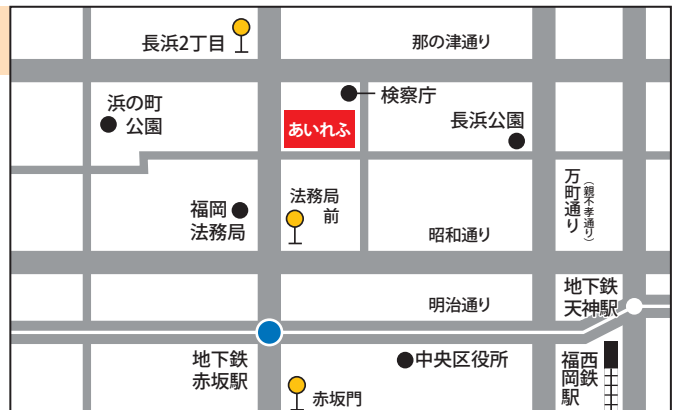 長浜2丁目
那の津通り
検察庁
浜の町
公園
あいれふ
長浜公園
万町通り
（親不孝通り）
福岡
法務局
法務局
前
昭和通り
明治通り
地下鉄
天神駅
地下鉄
赤坂駅
中央区役所
西鉄
福岡駅
赤坂門